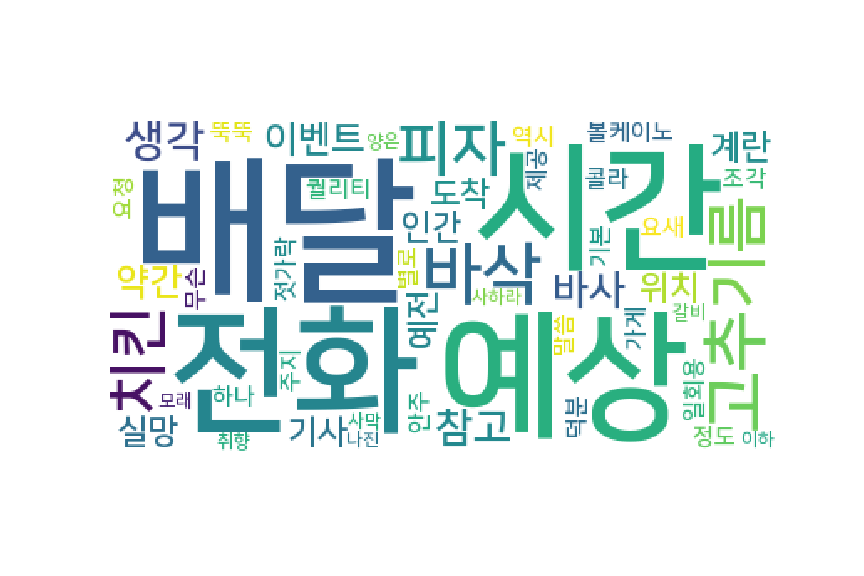 생각
뚝뚝
이벤트
양은
피자
역시
볼케이노
계란
배달
시간
퀄리티
도착
제공
콜라
조각
요청
인간
기본
요새
고추기름
약간
무슨
젓가락
별로
바삭
사하라
바사
위치
갈비
치킨
전화
예전
예상
말씀
가게
주지
모래
하나
일회용
실망
취향
기사
사막
나진
안주
참고
덕분
정도
이하